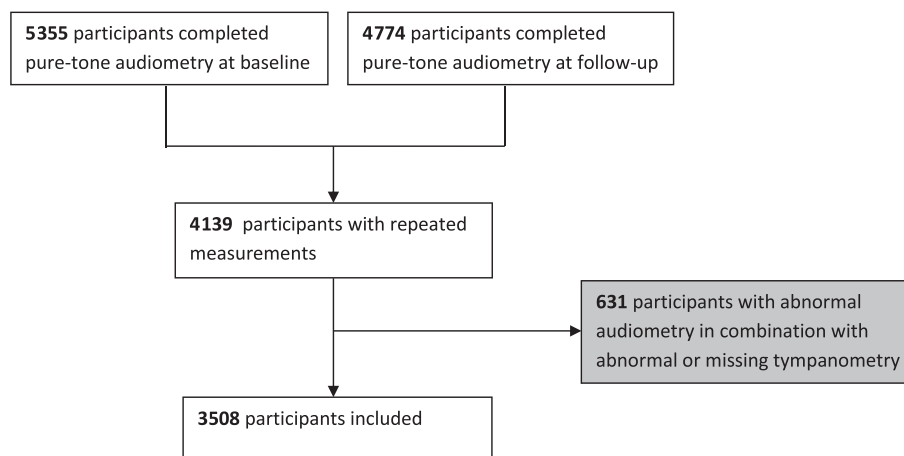 5355 participants completed
pure-tone audiometry at baseline
4774 participants completed
pure-tone audiometry at follow-up
4139 participants with repeated
measurements
631 participants with abnormal
audiometry in combination with
abnormal or missing tympanometry
3508 participants included